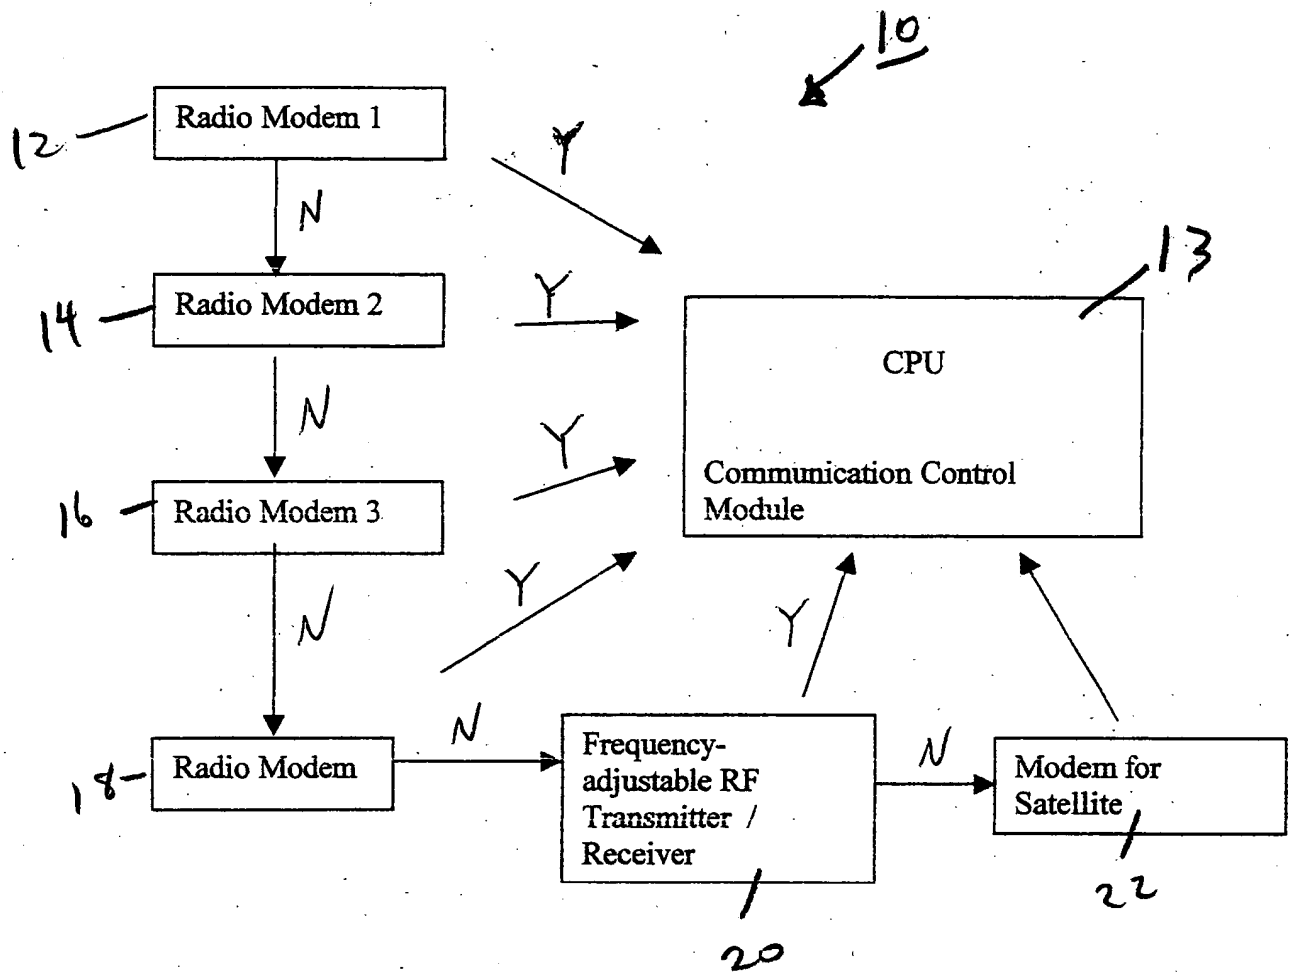 10
Radio Modem 1
12
Y
N
13
Radio Modem 2
14
Y
CPU
N
Y
Communication Control
Module
Radio Modem 3
16
Y
N
Y
N
Radio Modem
18
Frequency-
adjustable RF
Transmitter /
Receiver
N
Modem for
Satellite
20
22